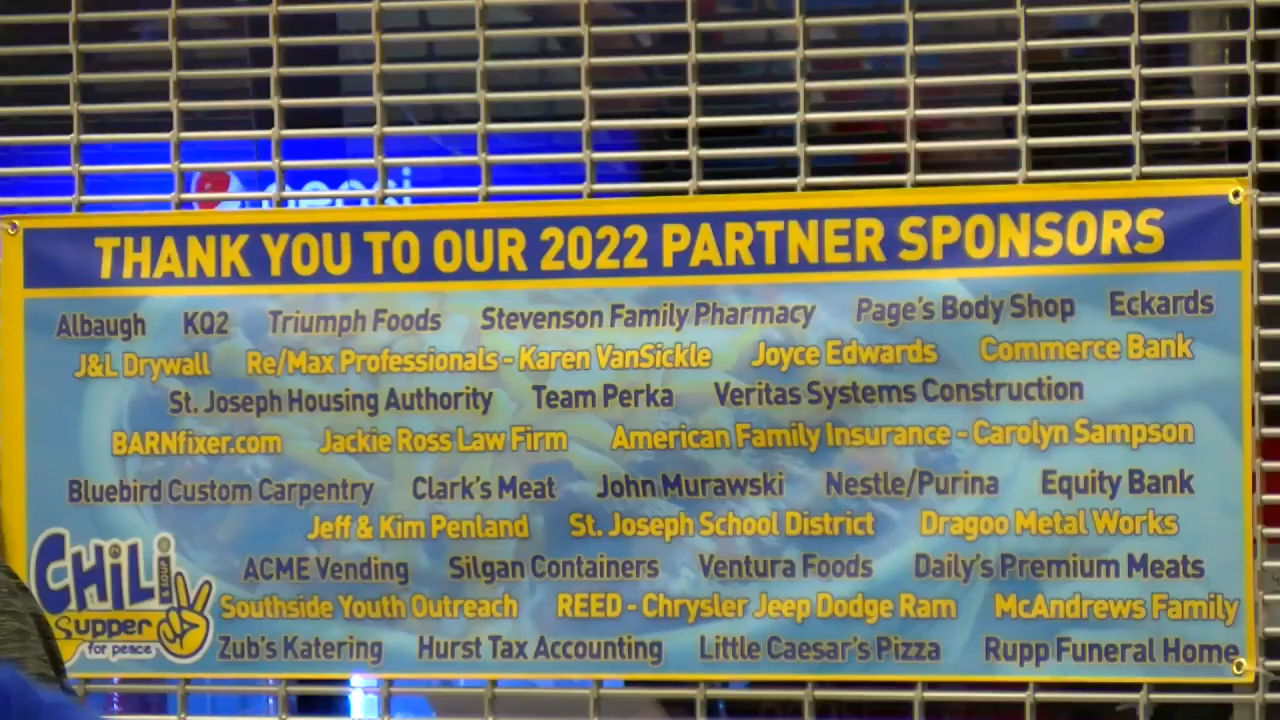 pepsi
THANK YOU TO OUR 2022 PARTNER SPONSORS
Albaugh KQ2 Triumph Foods Stevenson Family Pharmacy Page's Body Shop Eckards
J&L Drywall Re/Max Professionals - Karen VanSickle Joyce Edwards Commerce Bank
St. Joseph Housing Authority Team Perka Veritas Systems Construction
BARNfixer.com Jackie Ross Law Firm American Family Insurance - Carolyn Sampson
Bluebird Custom Carpentry Clark's Meat John Murawski Nestle/Purina Equity Bank
Jeff & Kim Penland St. Joseph School District Dragoo Metal Works
ACME Vending Silgan Containers Ventura Foods Daily's Premium Meats
Southside Youth Outreach REED - Chrysler Jeep Dodge Ram McAndrews Family
Zub's Katering Hurst Tax Accounting Little Caesar's Pizza Rupp Funeral Home
CHiLi
& SOUP
Supper
for peace